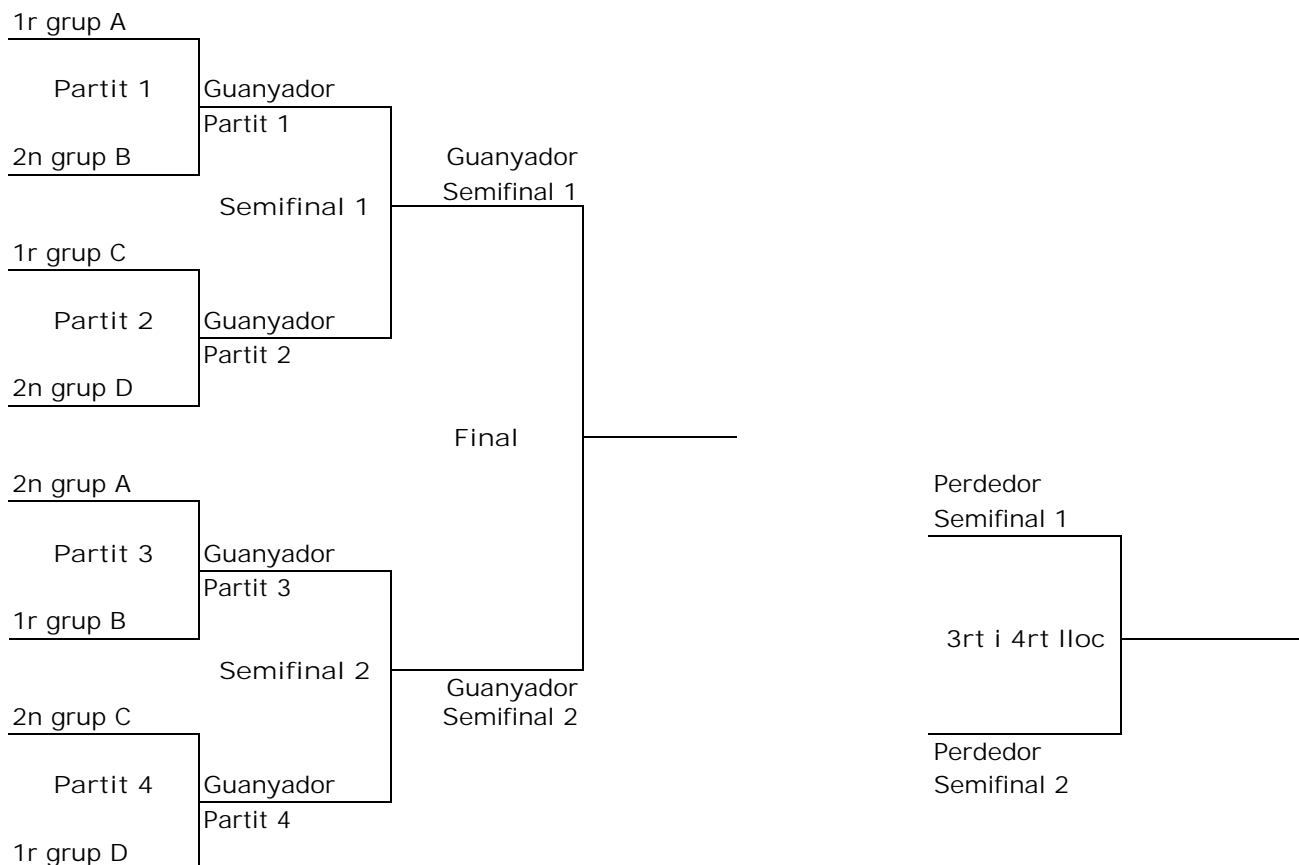 1r grup A
Partit 1
Guanyador
Partit 1
2n grup B
Guanyador
Semifinal 1
Semifinal 1
1r grup C
Partit 2
Guanyador
Partit 2
2n grup D
Final
2n grup A
Perdedor
Semifinal 1
Partit 3
Guanyador
Partit 3
1r grup B
3rt i 4rt lloc
Semifinal 2
Guanyador
Semifinal 2
2n grup C
Perdedor
Semifinal 2
Partit 4
Guanyador
Partit 4
1r grup D